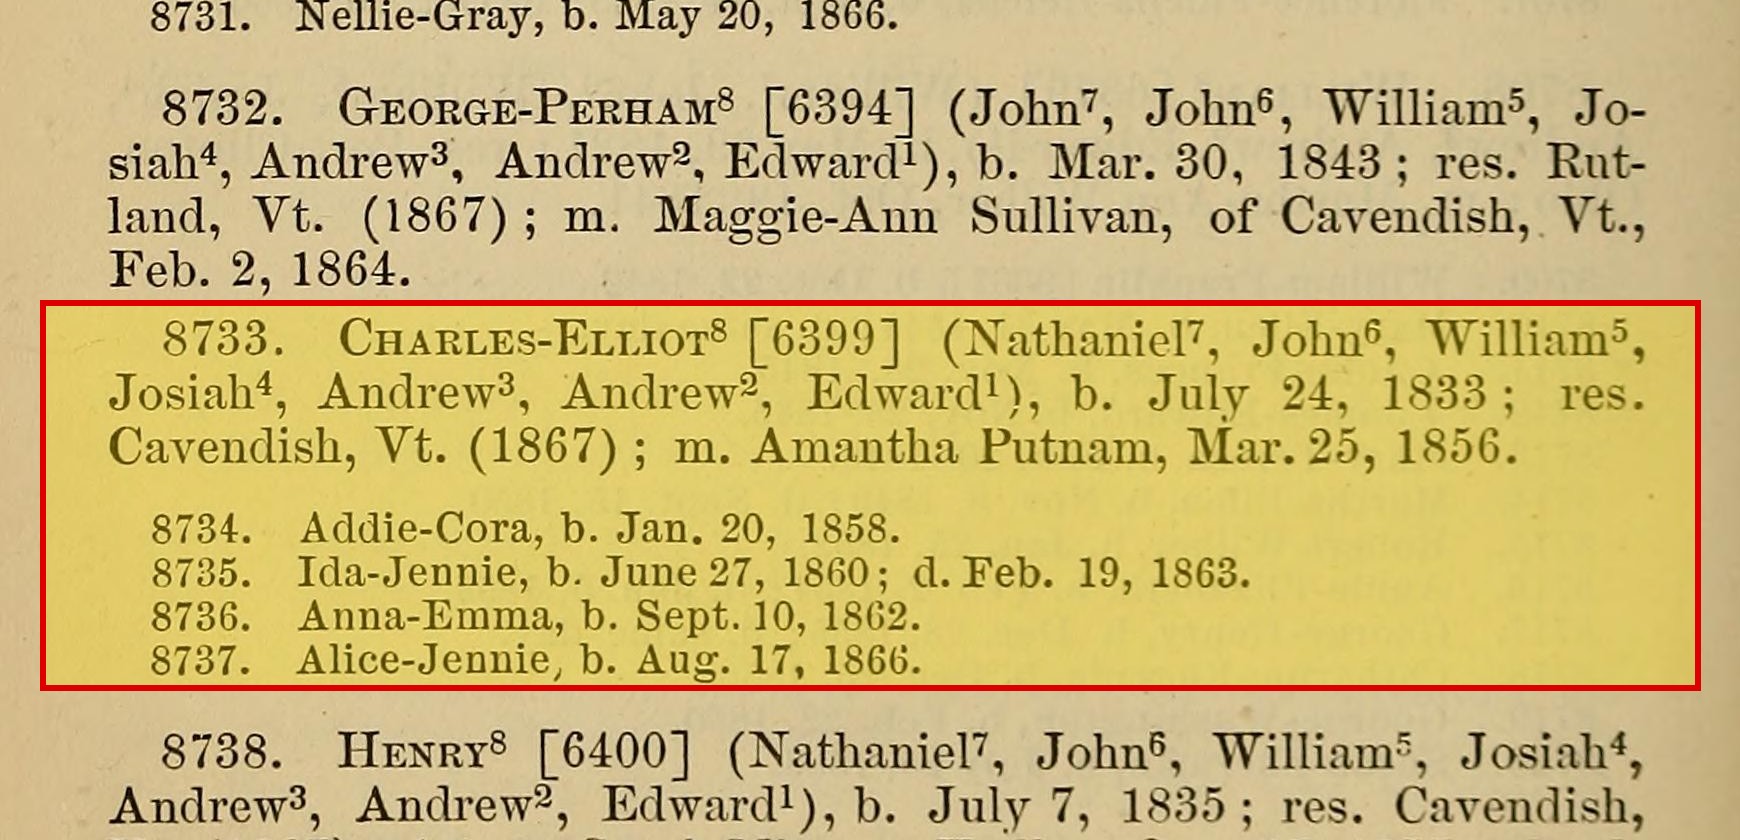 8731. Nellie-Gray, b. May 20, 1866.
8732. George-Perham⁸ [6394] (John⁷, John⁶, William⁵, Jo-
siah⁴, Andrew³, Andrew², Edward¹), b. Mar. 30, 1843; res. Rut-
land, Vt. (1867); m. Maggie-Ann Sullivan, of Cavendish, Vt.,
Feb. 2, 1864.
8733. Charles-Elliot⁸ [6399] (Nathaniel⁷, John⁶, William⁵,
Josiah⁴, Andrew³, Andrew², Edward¹), b. July 24, 1833; res.
Cavendish, Vt. (1867); m. Amantha Putnam, Mar. 25, 1856.
8734. Addie-Cora, b. Jan. 20, 1858.
8735. Ida-Jennie, b. June 27, 1860; d. Feb. 19, 1863.
8736. Anna-Emma, b. Sept. 10, 1862.
8737. Alice-Jennie, b. Aug. 17, 1866.
8738. Henry⁸ [6400] (Nathaniel⁷, John⁶, William⁵, Josiah⁴,
Andrew³, Andrew², Edward¹), b. July 7, 1835; res. Cavendish,